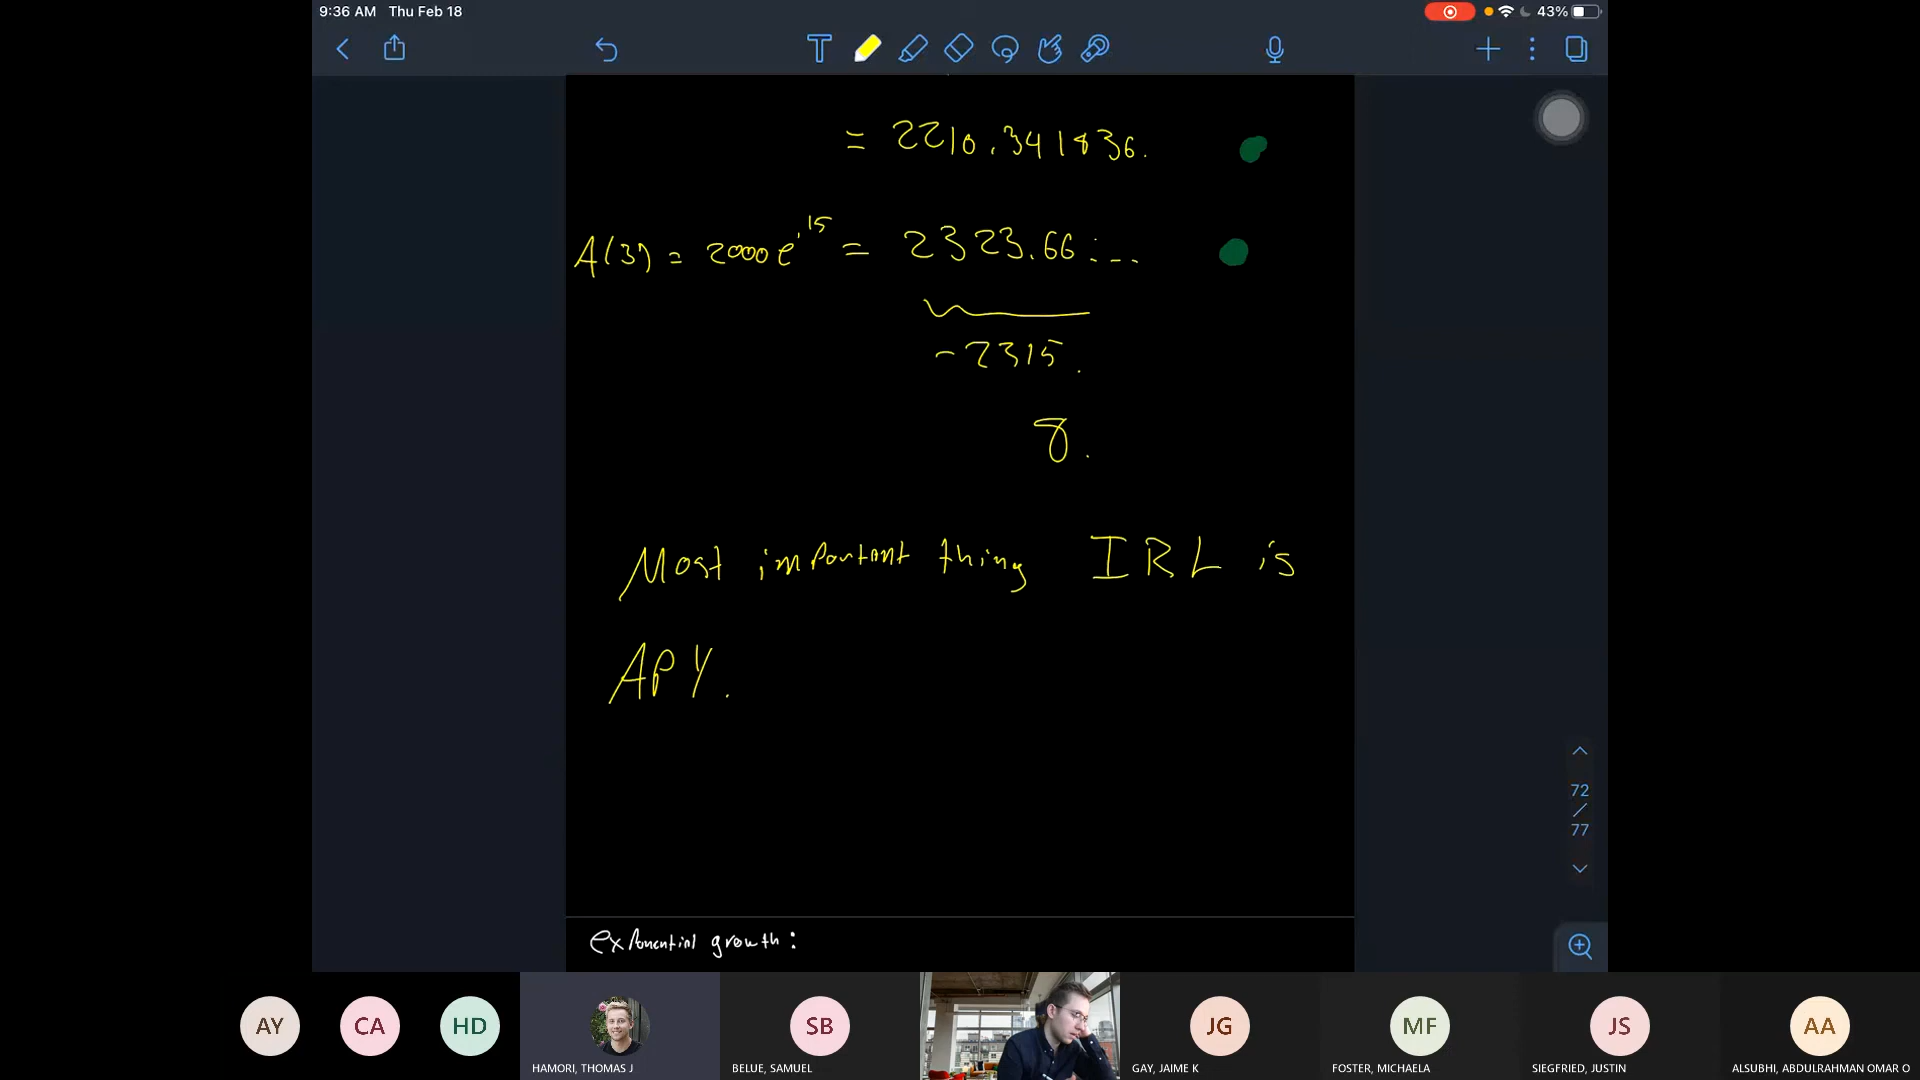 9:36 AM Thu Feb 18
43%
= 2210.341836.
A(3) = 2000e^.15 = 2323.66...
-2315.
8.
Most important thing IRL is
APY.
72
/
77
exponential growth:
AY
CA
HD
SB
JG
MF
JS
AA
HAMORI, THOMAS J
BELUE, SAMUEL
GAY, JAIME K
FOSTER, MICHAELA
SIEGFRIED, JUSTIN
ALSUBHI, ABDULRAHMAN OMAR O